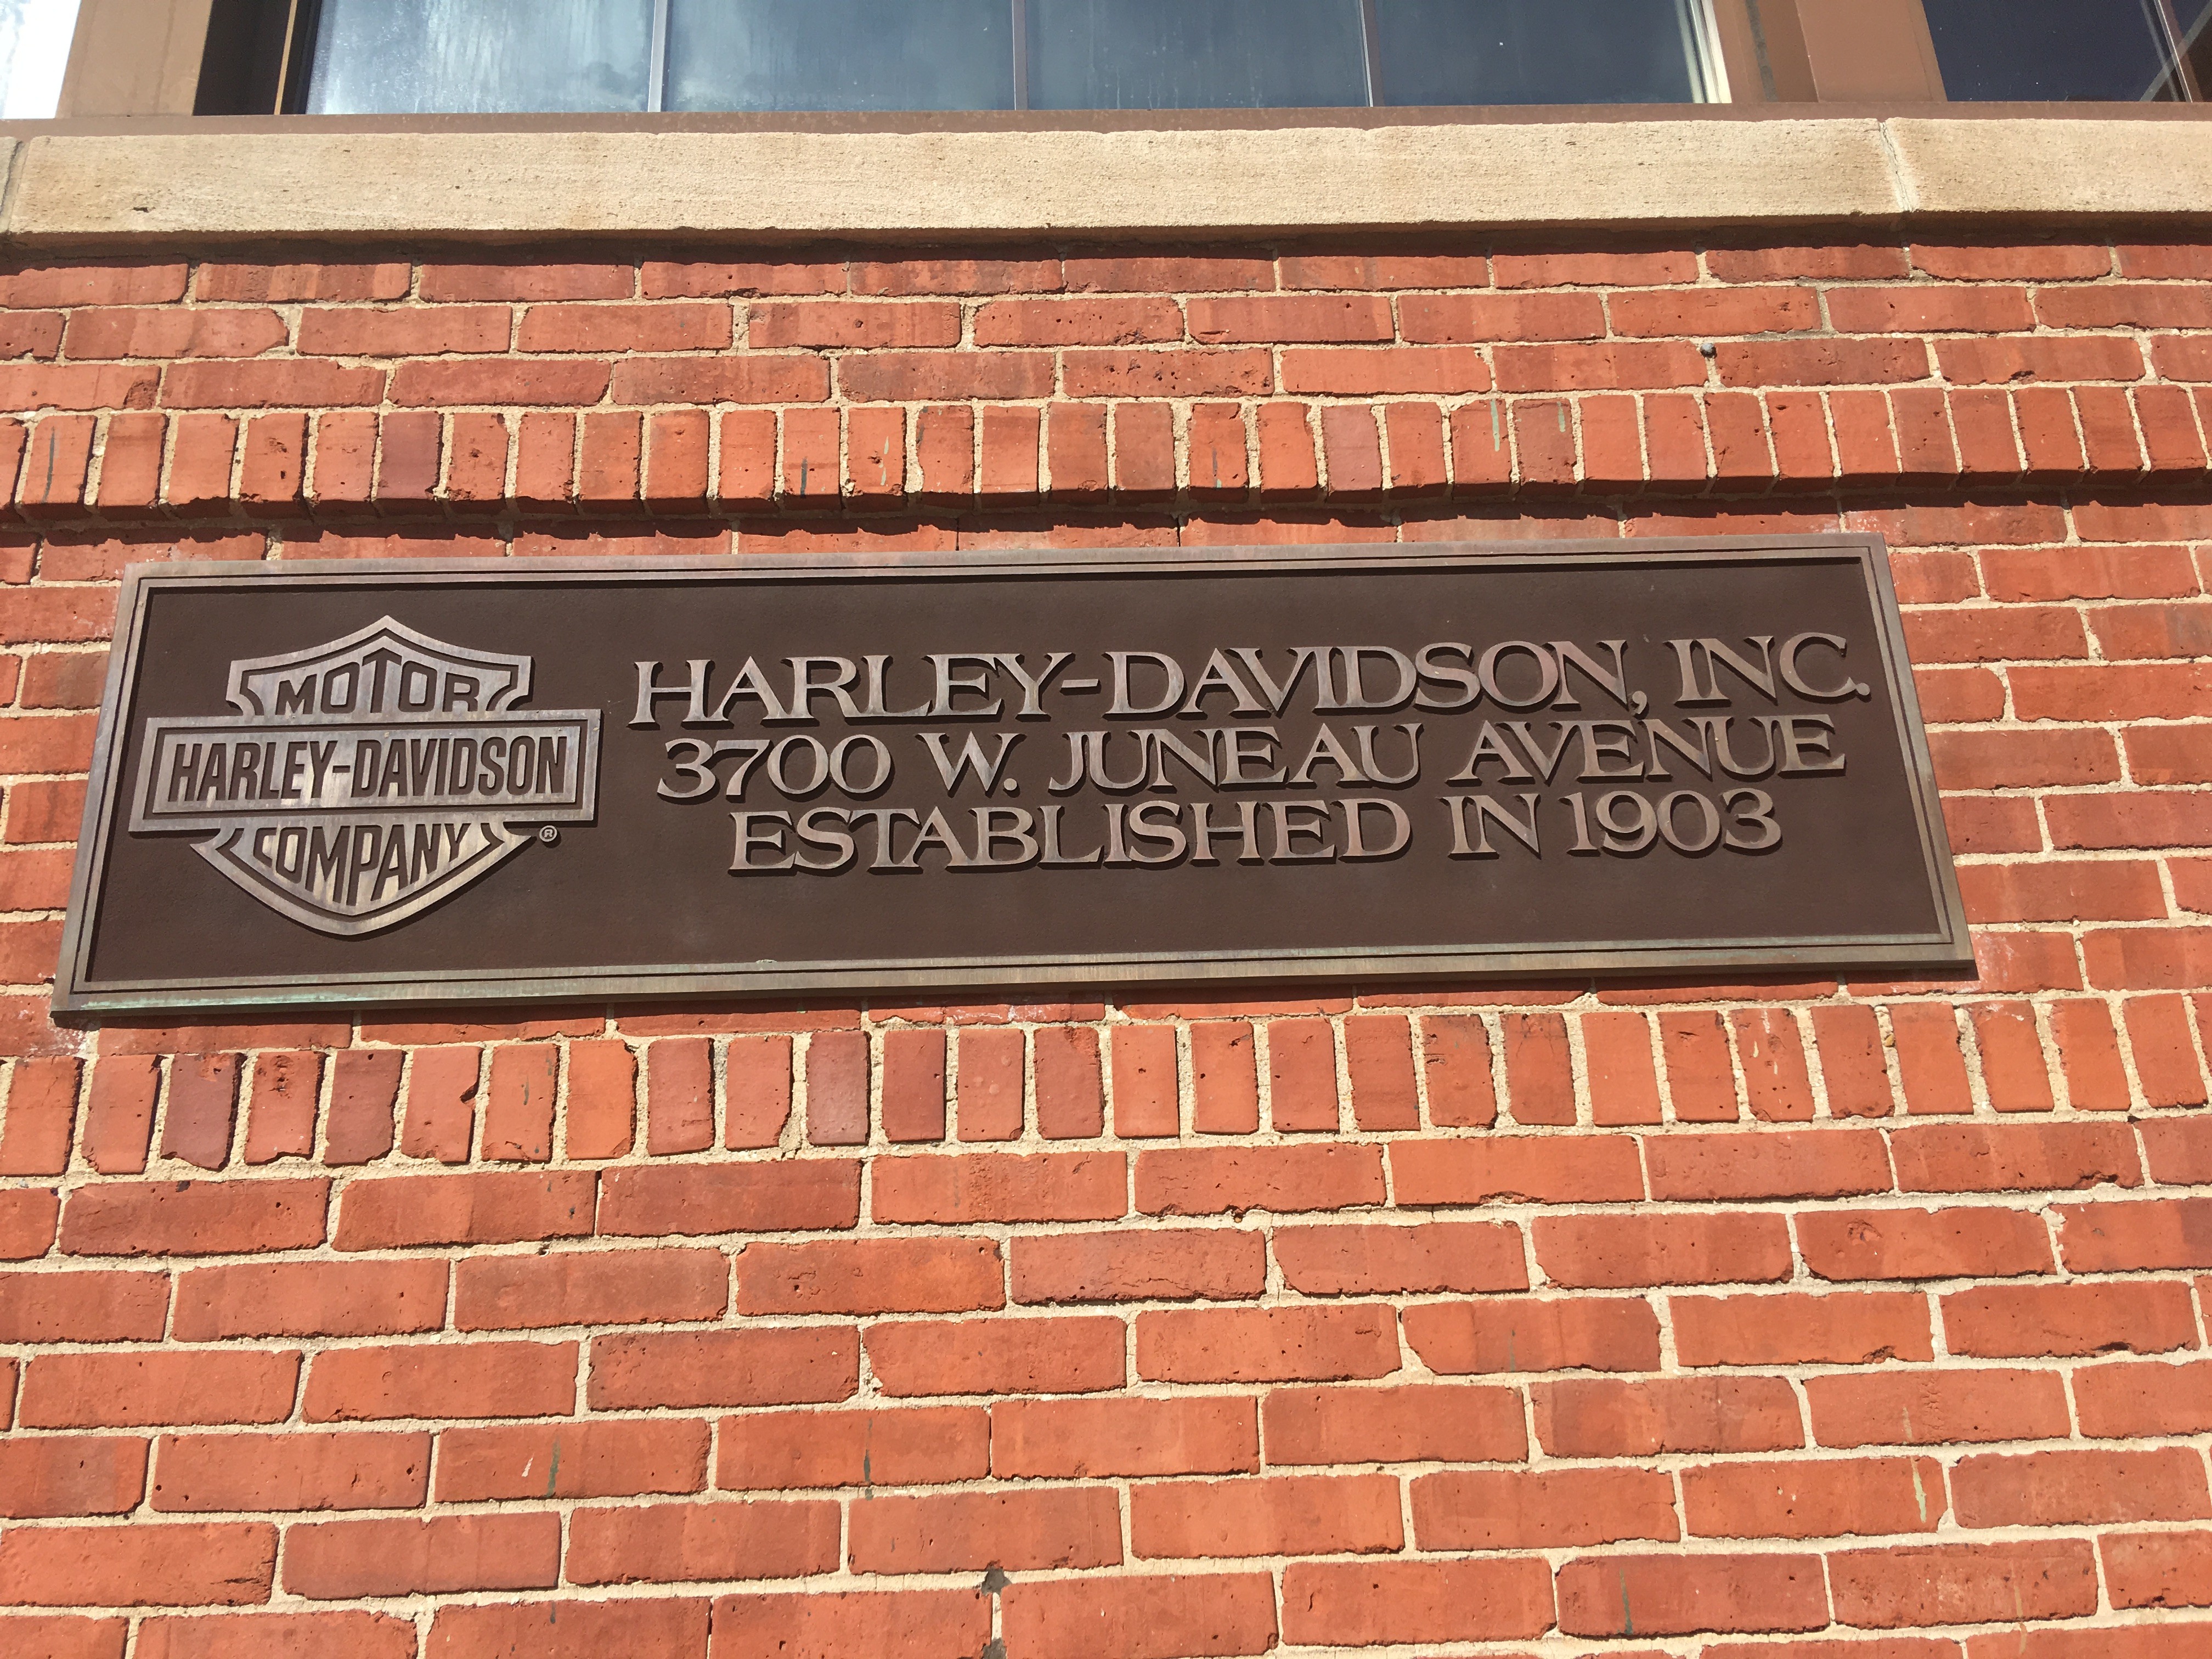 MOTOR
HARLEY-DAVIDSON
COMPANY
®
HARLEY-DAVIDSON, INC.
3700 W. JUNEAU AVENUE
ESTABLISHED IN 1903